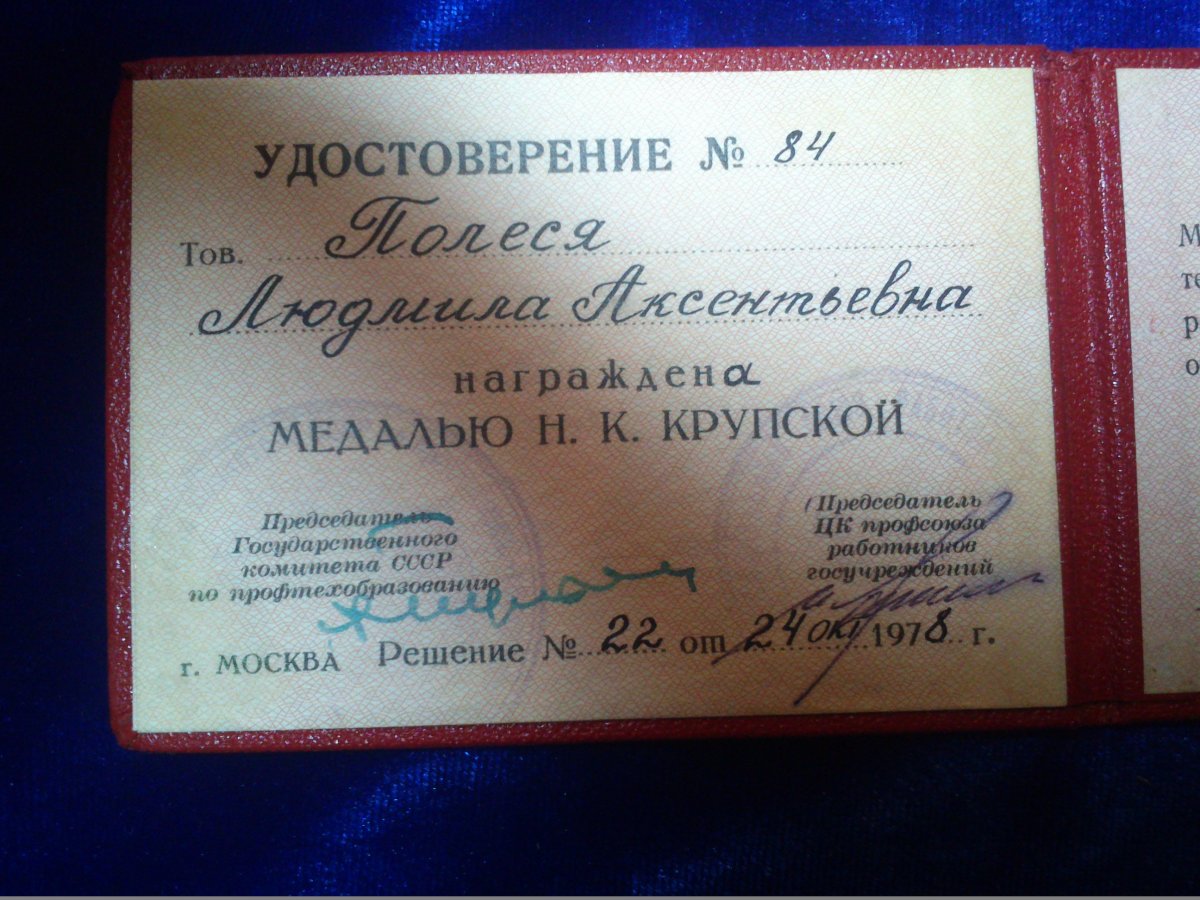 УДОСТОВЕРЕНИЕ № 84
Тов. Полеся
Людмила Аксентьевна
награждена
МЕДАЛЬЮ Н. К. КРУПСКОЙ
Председатель
Государственного
комитета СССР
по профтехобразованию
Председатель
ЦК профсоюза
работников
госучреждений
г. МОСКВА Решение № 22 от 24 окт 1978 г.